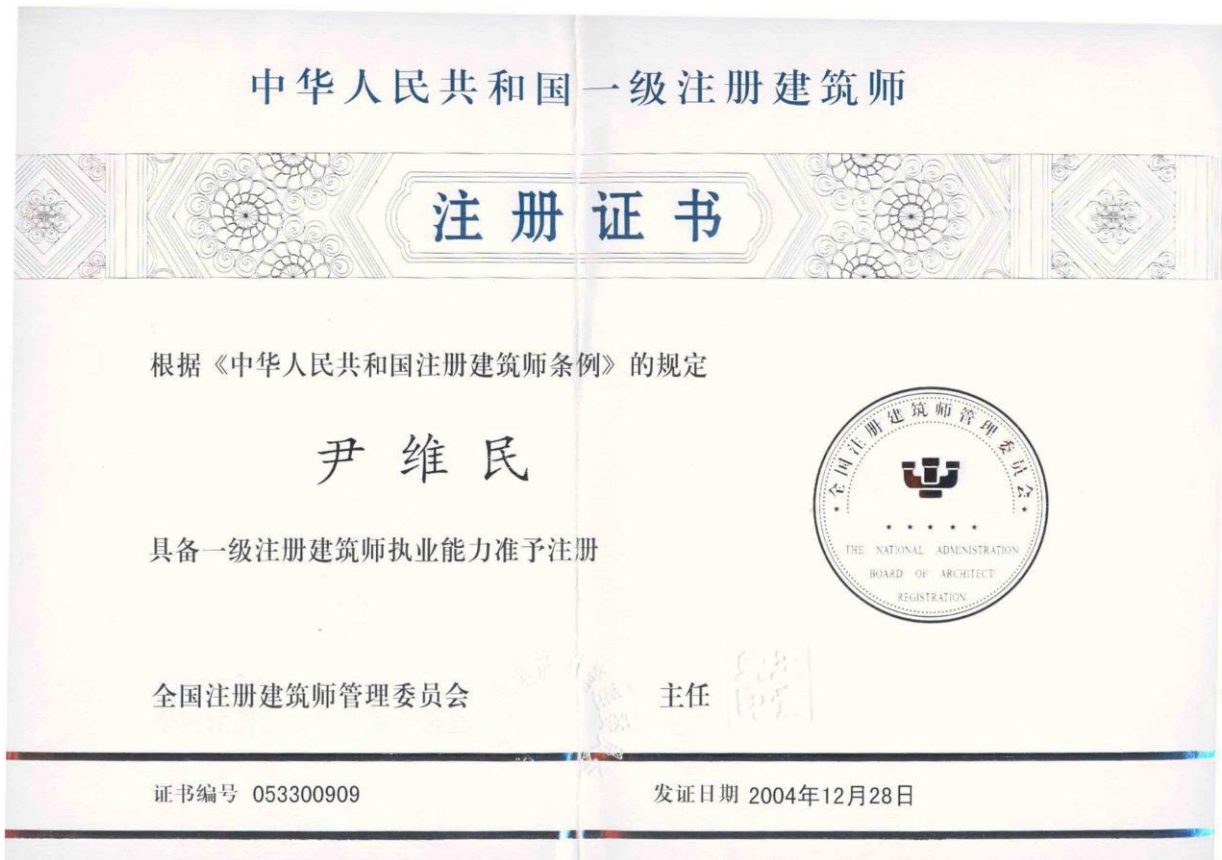 中华人民共和国一级注册建筑师
注册证书
根据《中华人民共和国注册建筑师条例》的规定
尹维民
具备一级注册建筑师执业能力准予注册
全国注册建筑师管理委员会
THE NATIONAL ADMINISTRATION
BOARD OF ARCHITECT
REGISTRATION
全国注册建筑师管理委员会 主任
证书编号 053300909 发证日期 2004年12月28日